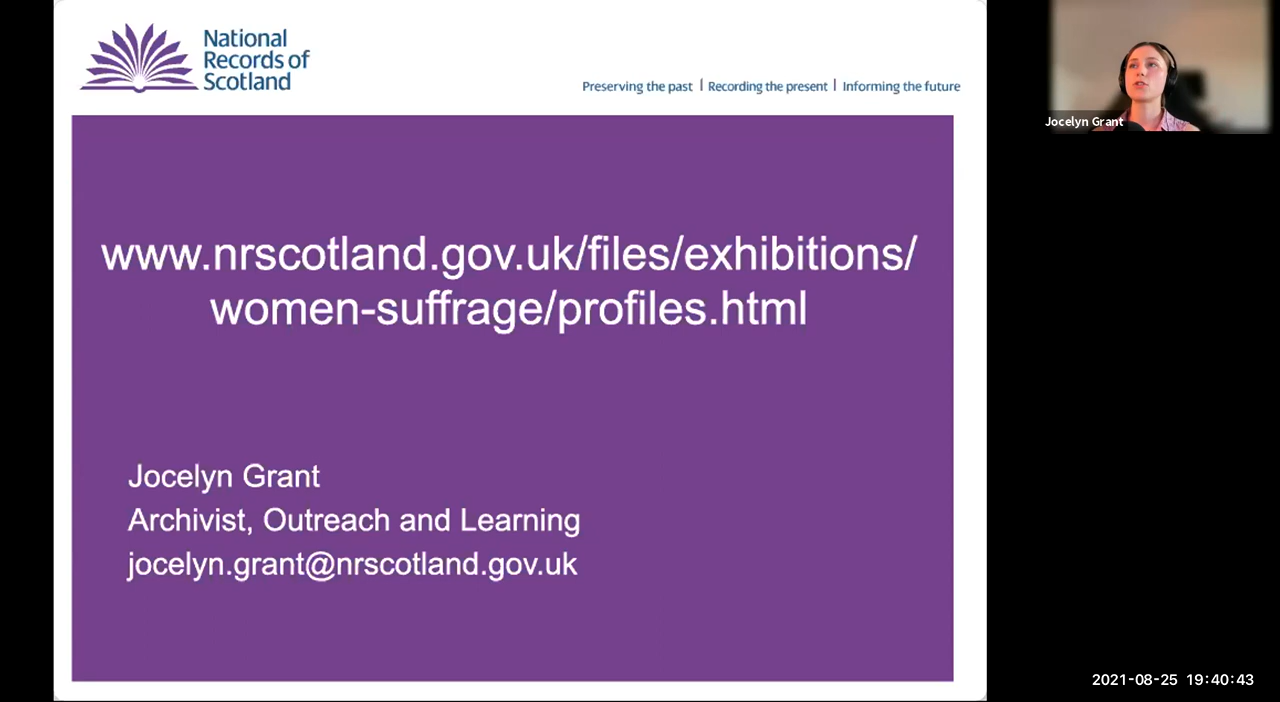 National
Records of
Scotland
Preserving the past | Recording the present | Informing the future
www.nrscotland.gov.uk/files/exhibitions/
women-suffrage/profiles.html
Jocelyn Grant
Archivist, Outreach and Learning
jocelyn.grant@nrscotland.gov.uk
Jocelyn Grant
2021-08-25 19:40:43